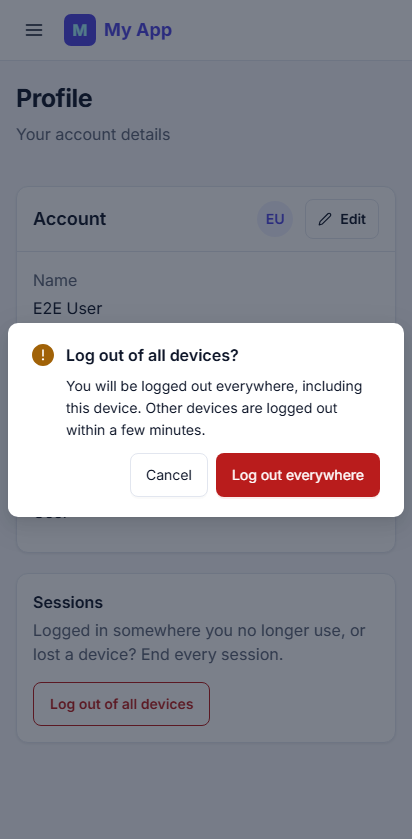 M My App
Profile
Your account details
Account
EU
Edit
Name
E2E User
Log out of all devices?
You will be logged out everywhere, including
this device. Other devices are logged out
within a few minutes.
Cancel
Log out everywhere
Sessions
Logged in somewhere you no longer use, or
lost a device? End every session.
Log out of all devices